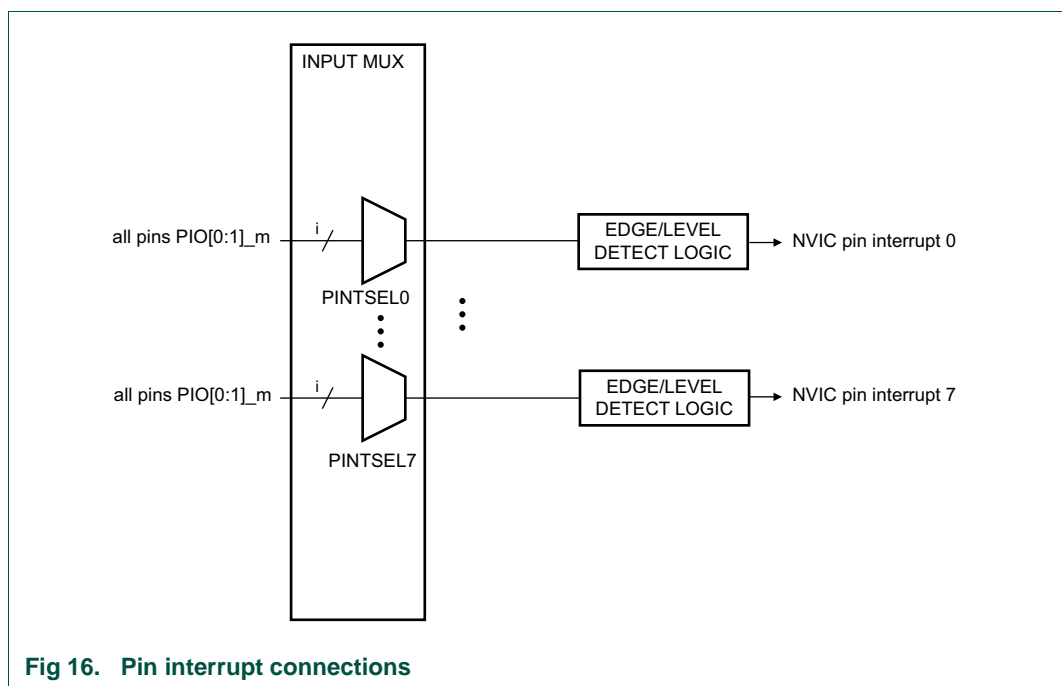 INPUT MUX
all pins PIO[0:1]_m
i
PINTSEL0
EDGE/LEVEL
DETECT LOGIC
NVIC pin interrupt 0
all pins PIO[0:1]_m
i
PINTSEL7
EDGE/LEVEL
DETECT LOGIC
NVIC pin interrupt 7
Fig 16. Pin interrupt connections